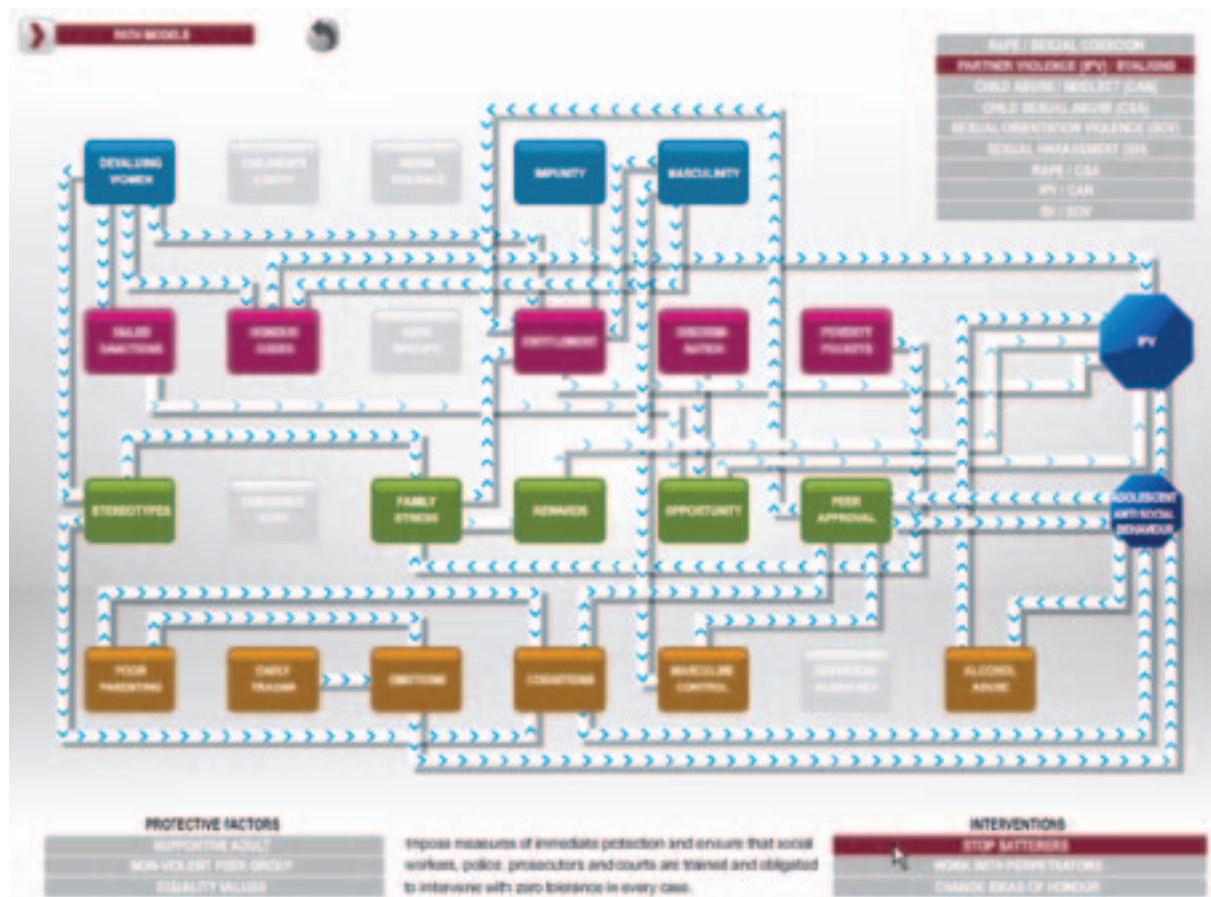 PATH MODELS
RAPE / SEXUAL COERCION
PARTNER VIOLENCE (IPV) / STALKING
CHILD ABUSE / NEGLECT (CAN)
CHILD SEXUAL ABUSE (CSA)
SEXUAL ORIENTATION VIOLENCE (SOV)
SEXUAL HARASSMENT (SH)
RAPE / CSA
IPV / CAN
SH / SOV
DEVALUING
WOMEN
IMPUNITY
MASCULINITY
FAILED
SANCTIONS
HONOUR
CODES
ENTITLEMENT
DISCRIMI-
NATION
POVERTY
POCKETS
IPV
STEREOTYPES
FAMILY
STRESS
REWARDS
OPPORTUNITY
PEER
APPROVAL
ADOLESCENT
ANTI SOCIAL
BEHAVIOUR
POOR
PARENTING
EARLY
TRAUMA
EMOTIONS
COGNITIONS
MASCULINE
CONTROL
ALCOHOL
ABUSE
PROTECTIVE FACTORS
SUPPORTIVE ADULT
NON-VIOLENT PEER GROUP
EQUALITY VALUES
Impose measures of immediate protection and ensure that social
workers, police, prosecutors and courts are trained and obligated
to intervene with zero tolerance in every case.
INTERVENTIONS
STOP BATTERERS
WORK WITH PERPETRATORS
CHANGE IDEAS OF HONOUR